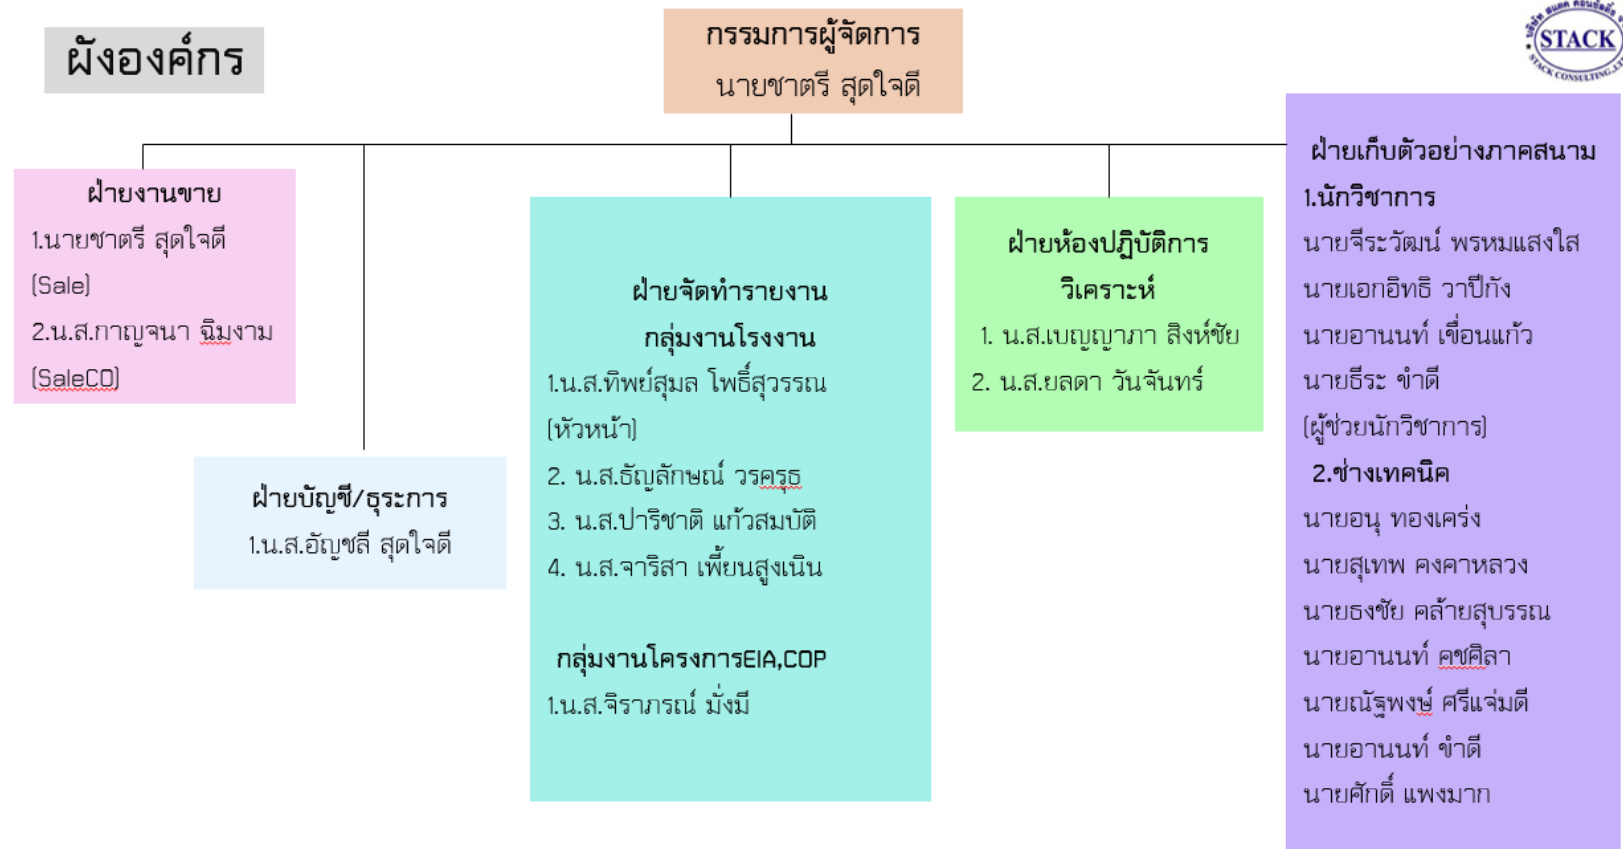 ผังองค์กร
กรรมการผู้จัดการ
นายชาตรี สุดใจดี
บริษัท สแตค คอนซัลติ้ง
STACK
STACK CONSULTING.,LTD
ฝ่ายงานขาย
1.นายชาตรี สุดใจดี
(Sale)
2.น.ส.กาญจนา ฉิมงาม
(SaleCO)
ฝ่ายบัญชี/ธุระการ
1.น.ส.อัญชลี สุดใจดี
ฝ่ายจัดทำรายงาน
กลุ่มงานโรงงาน
1.น.ส.ทิพย์สุมล โพธิ์สุวรรณ
(หัวหน้า)
2. น.ส.ธัญลักษณ์ วรครุธ
3. น.ส.ปาริชาติ แก้วสมบัติ
4. น.ส.จาริสา เพี้ยนสูงเนิน
กลุ่มงานโครงการEIA,COP
1.น.ส.จิราภรณ์ มั่งมี
ฝ่ายห้องปฏิบัติการ
วิเคราะห์
1. น.ส.เบญญาภา สิงห์ชัย
2. น.ส.ยลดา วันจันทร์
ฝ่ายเก็บตัวอย่างภาคสนาม
1.นักวิชาการ
นายจีระวัฒน์ พรหมแสงใส
นายเอกอิทธิ วาปีกัง
นายอานนท์ เขื่อนแก้ว
นายธีระ ขำดี
(ผู้ช่วยนักวิชาการ)
2.ช่างเทคนิค
นายอนุ ทองเคร่ง
นายสุเทพ คงคาหลวง
นายธงชัย คล้ายสุบรรณ
นายอานนท์ คชศิลา
นายณัฐพงษ์ ศรีแจ่มดี
นายอานนท์ ขำดี
นายศักดิ์ แพงมาก